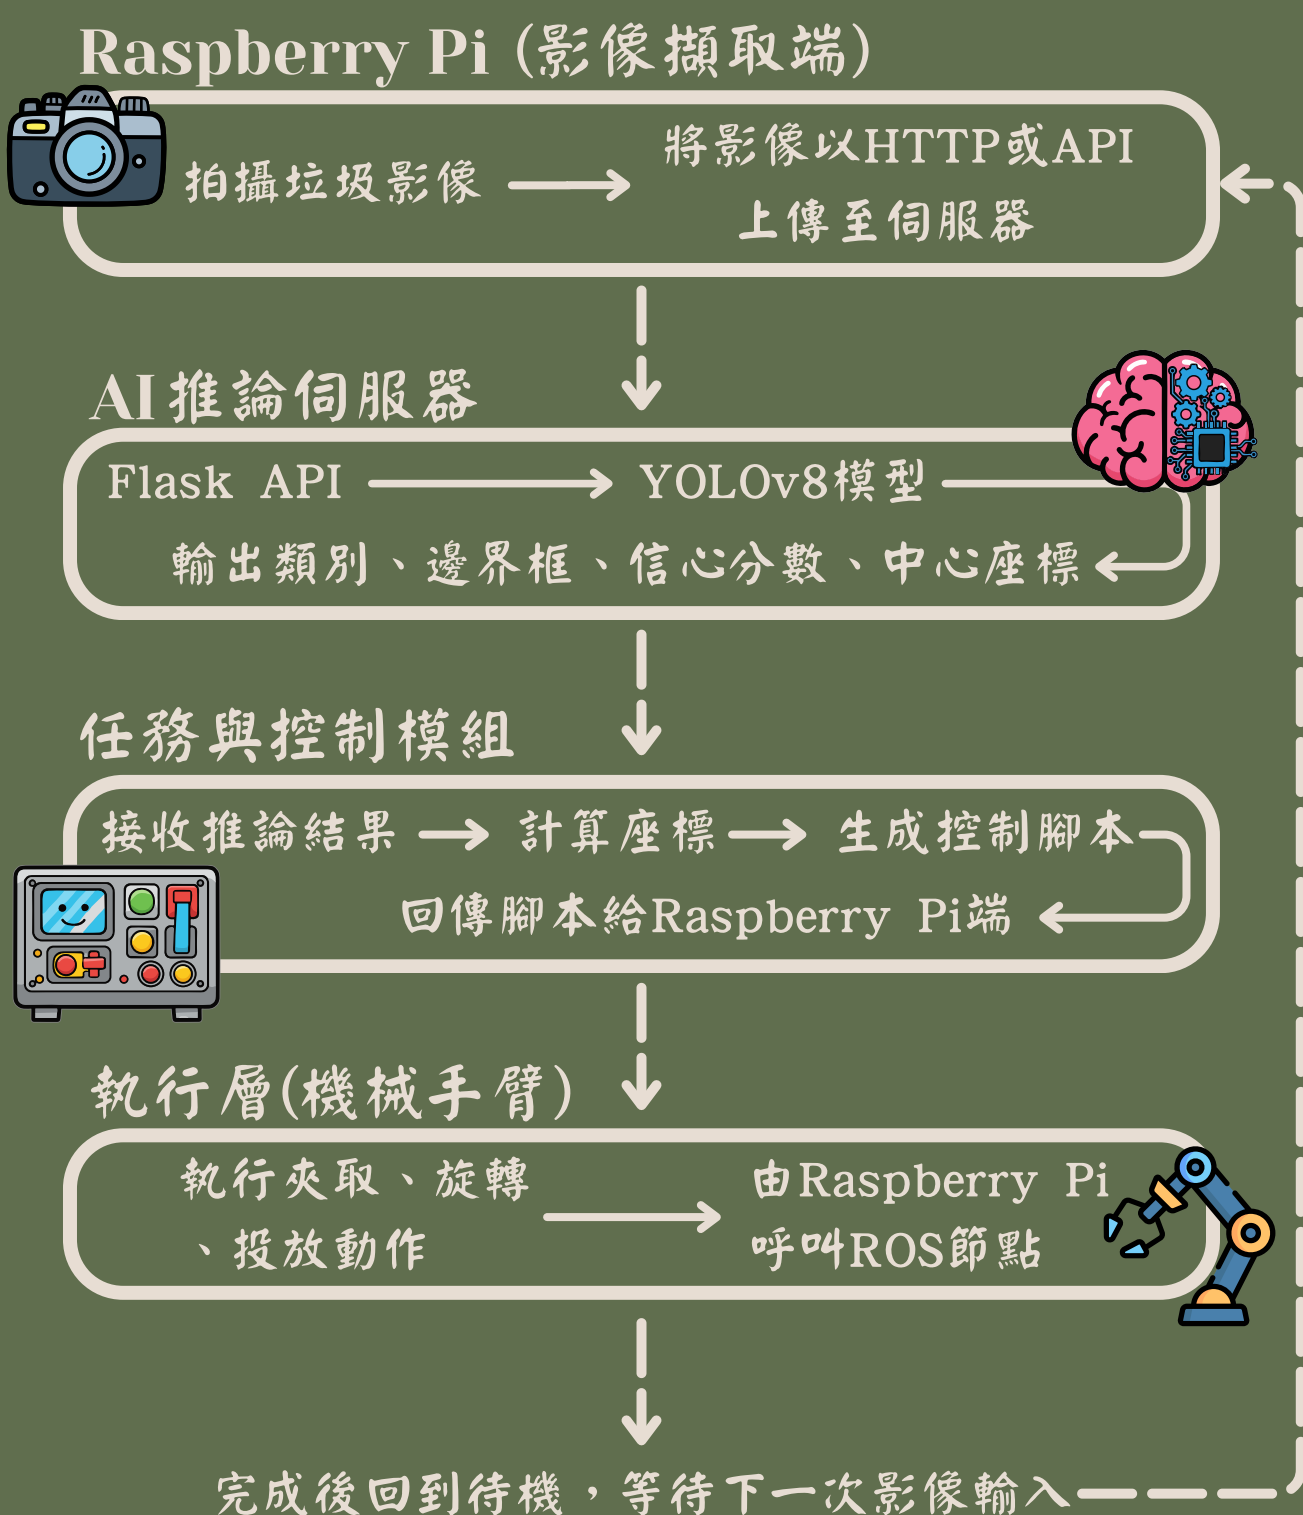 Raspberry Pi (影像擷取端)
拍攝垃圾影像
將影像以HTTP或API
上傳至伺服器
AI推論伺服器
Flask API
YOLOv8模型
輸出類別、邊界框、信心分數、中心座標
任務與控制模組
接收推論結果
計算座標
生成控制腳本
回傳腳本給Raspberry Pi端
執行層(機械手臂)
執行夾取、旋轉
、投放動作
由Raspberry Pi
呼叫ROS節點
完成後回到待機，等待下一次影像輸入